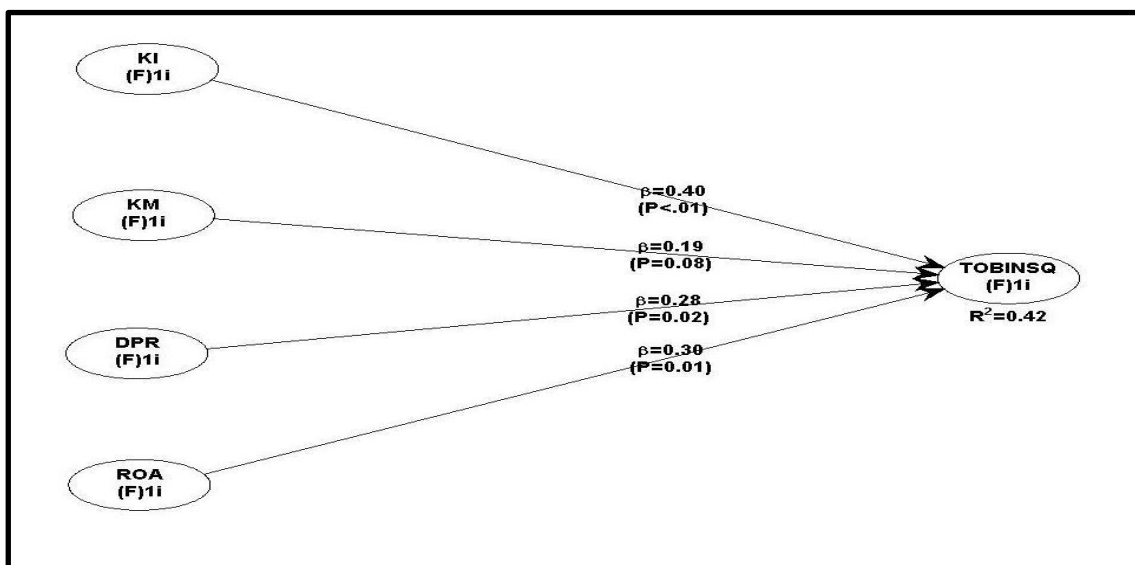 KI
(F)1i
β=0.40
(P<.01)
KM
(F)1i
β=0.19
(P=0.08)
TOBINSQ
(F)1i
R²=0.42
DPR
(F)1i
β=0.28
(P=0.02)
ROA
(F)1i
β=0.30
(P=0.01)